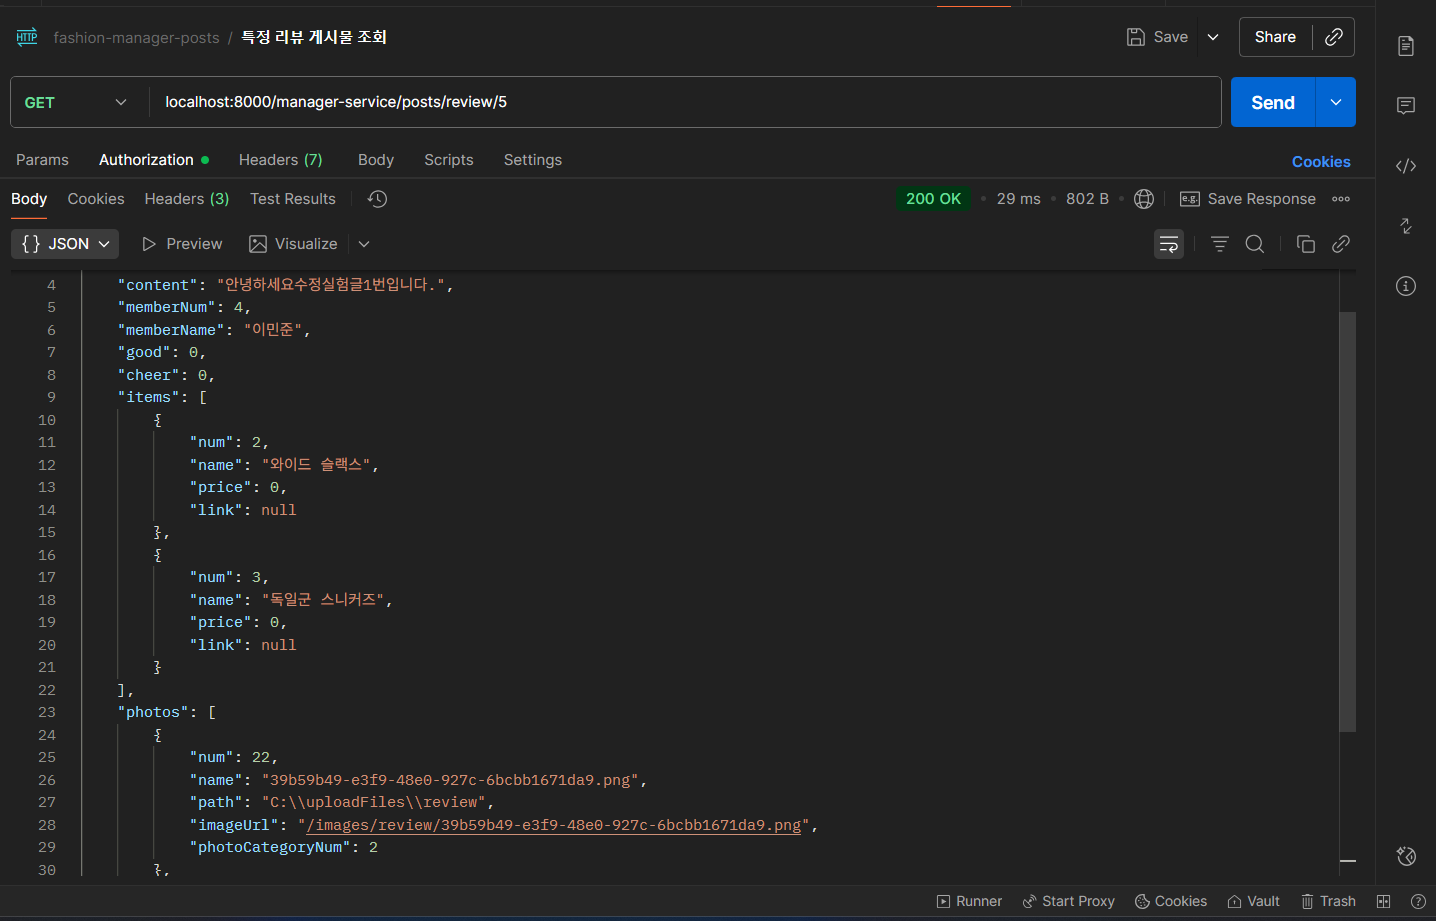 HTTP fashion-manager-posts / 특정 리뷰 게시물 조회 Save Share
GET localhost:8000/manager-service/posts/review/5 Send
Params Authorization Headers (7) Body Scripts Settings Cookies
Body Cookies Headers (3) Test Results 200 OK • 29 ms • 802 B • e.g. Save Response
{} JSON Preview Visualize
4 "content": "안녕하세요수정실험글1번입니다.",
5 "memberNum": 4,
6 "memberName": "이민준",
7 "good": 0,
8 "cheer": 0,
9 "items": [
10 {
11 "num": 2,
12 "name": "와이드 슬랙스",
13 "price": 0,
14 "link": null
15 },
16 {
17 "num": 3,
18 "name": "독일군 스니커즈",
19 "price": 0,
20 "link": null
21 }
22 ],
23 "photos": [
24 {
25 "num": 22,
26 "name": "39b59b49-e3f9-48e0-927c-6bcbb1671da9.png",
27 "path": "C:\\uploadFiles\\review",
28 "imageUrl": "/images/review/39b59b49-e3f9-48e0-927c-6bcbb1671da9.png",
29 "photoCategoryNum": 2
30 },
Runner Start Proxy Cookies Vault Trash